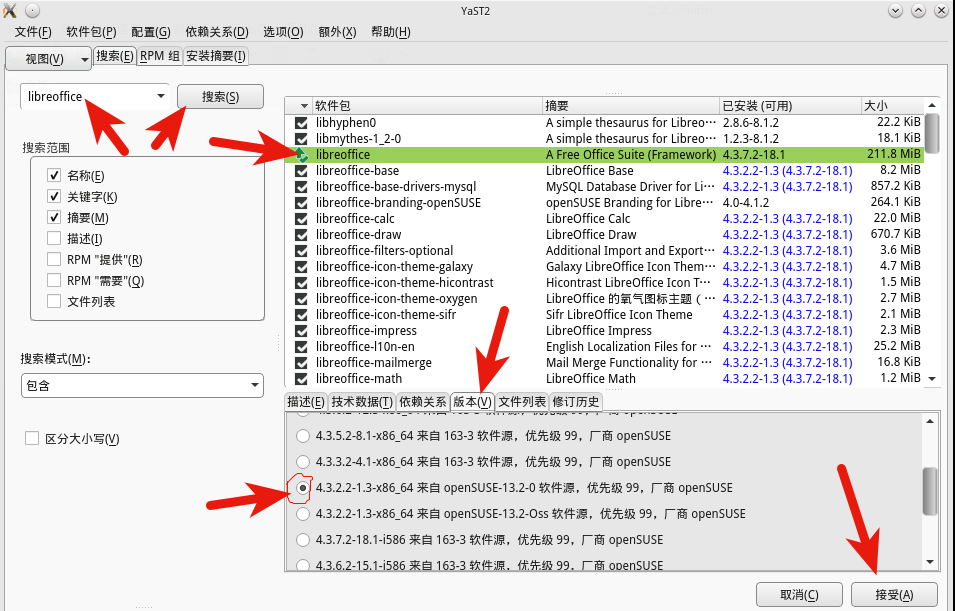 YaST2
文件(F) 软件包(P) 配置(G) 依赖关系(D) 选项(O) 额外(X) 帮助(H)
视图(V) 搜索(E) RPM 组 安装摘要(I)
libreoffice 搜索(S)
搜索范围
名称(E)
关键字(K)
摘要(M)
描述(I)
RPM "提供"(R)
RPM "需要"(Q)
文件列表
搜索模式(M):
包含
区分大小写(V)
软件包 摘要 已安装 (可用) 大小
libhyphen0 A simple thesaurus for Libreo··· 2.8.6-8.1.2 22.2 KiB
libmythes-1_2-0 A simple thesaurus for Libreo··· 1.2.3-8.1.2 18.1 KiB
libreoffice A Free Office Suite (Framework) 4.3.7.2-18.1 211.8 MiB
libreoffice-base LibreOffice Base 4.3.2.2-1.3 (4.3.7.2-18.1) 8.2 MiB
libreoffice-base-drivers-mysql MySQL Database Driver for Li··· 4.3.2.2-1.3 (4.3.7.2-18.1) 857.2 KiB
libreoffice-branding-openSUSE openSUSE Branding for Libre··· 4.0-4.1.2 264.1 KiB
libreoffice-calc LibreOffice Calc 4.3.2.2-1.3 (4.3.7.2-18.1) 22.0 MiB
libreoffice-draw LibreOffice Draw 4.3.2.2-1.3 (4.3.7.2-18.1) 670.7 KiB
libreoffice-filters-optional Additional Import and Export··· 4.3.2.2-1.3 (4.3.7.2-18.1) 3.6 MiB
libreoffice-icon-theme-galaxy Galaxy LibreOffice Icon Them··· 4.3.2.2-1.3 (4.3.7.2-18.1) 4.7 MiB
libreoffice-icon-theme-hicontrast Hicontrast LibreOffice Icon T··· 4.3.2.2-1.3 (4.3.7.2-18.1) 1.5 MiB
libreoffice-icon-theme-oxygen LibreOffice 的氧气图标主题（··· 4.3.2.2-1.3 (4.3.7.2-18.1) 2.7 MiB
libreoffice-icon-theme-sifr Sifr LibreOffice Icon Theme 4.3.2.2-1.3 (4.3.7.2-18.1) 2.1 MiB
libreoffice-impress LibreOffice Impress 4.3.2.2-1.3 (4.3.7.2-18.1) 2.3 MiB
libreoffice-l10n-en English Localization Files for ··· 4.3.2.2-1.3 (4.3.7.2-18.1) 25.2 MiB
libreoffice-mailmerge Mail Merge Functionality for ··· 4.3.2.2-1.3 (4.3.7.2-18.1) 16.8 KiB
libreoffice-math LibreOffice Math 4.3.2.2-1.3 (4.3.7.2-18.1) 1.2 MiB
描述(E) 技术数据(T) 依赖关系 版本(V) 文件列表 修订历史
4.3.5.2-8.1-x86_64 来自 163-3 软件源，优先级 99，厂商 openSUSE
4.3.3.2-4.1-x86_64 来自 163-3 软件源，优先级 99，厂商 openSUSE
4.3.2.2-1.3-x86_64 来自 openSUSE-13.2-0 软件源，优先级 99，厂商 openSUSE
4.3.2.2-1.3-x86_64 来自 openSUSE-13.2-Oss 软件源，优先级 99，厂商 openSUSE
4.3.7.2-18.1-i586 来自 163-3 软件源，优先级 99，厂商 openSUSE
4.3.6.2-15.1-i586 来自 163-3 软件源，优先级 99，厂商 openSUSE
取消(C) 接受(A)